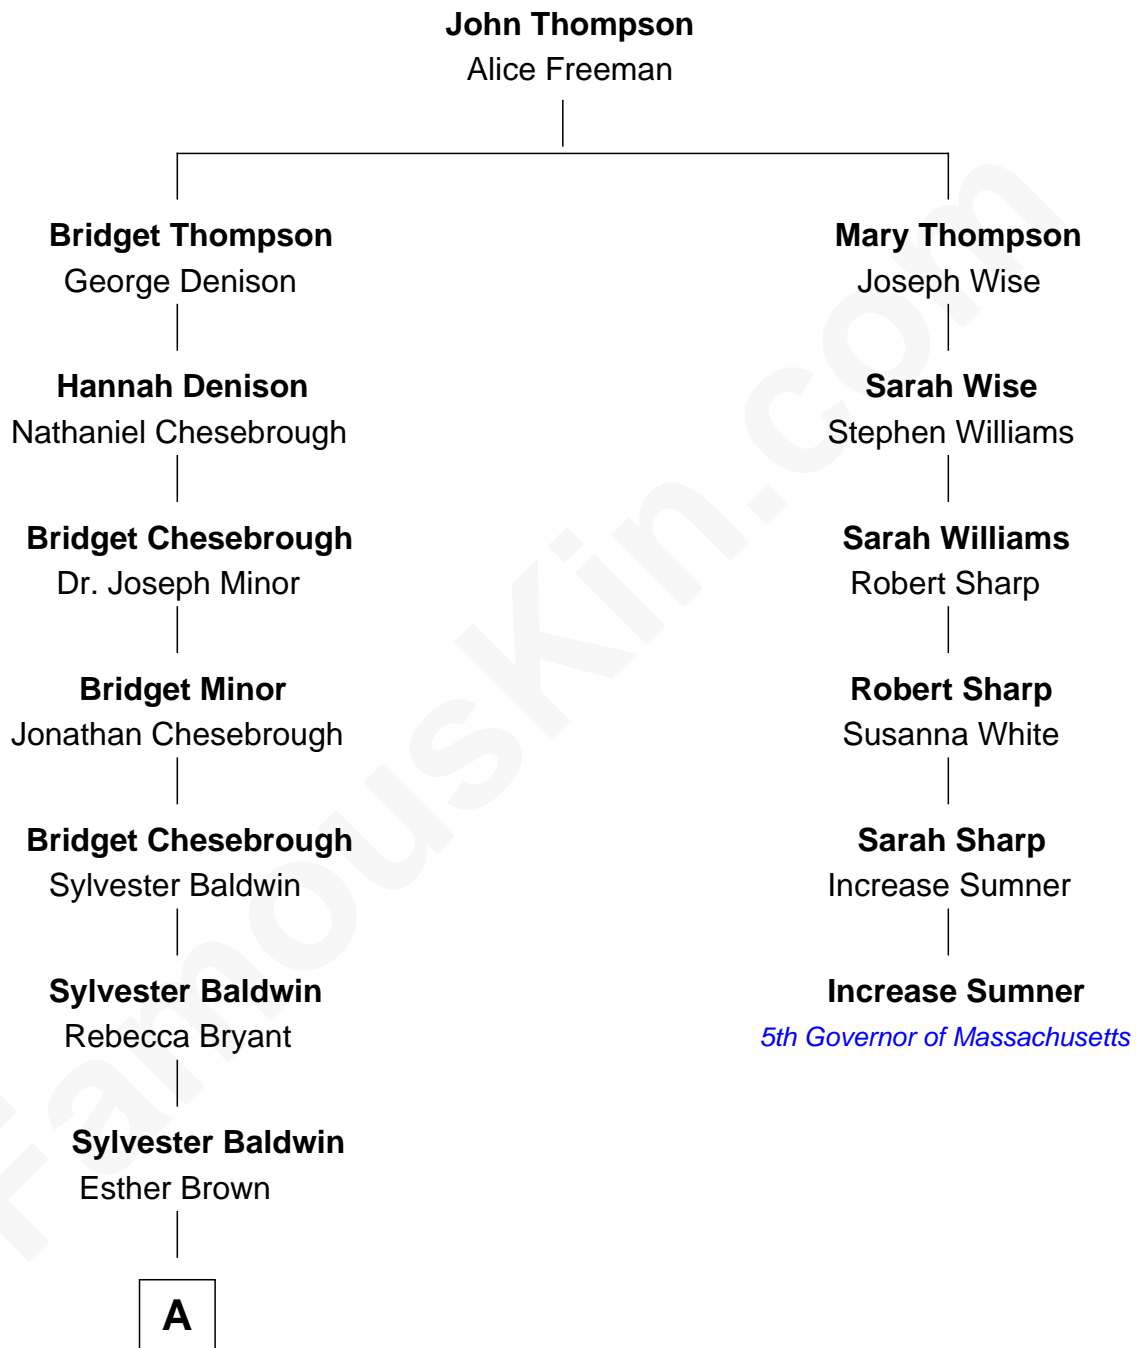 John Thompson
Alice Freeman
Bridget Thompson
George Denison
Mary Thompson
Joseph Wise
Hannah Denison
Nathaniel Chesebrough
Sarah Wise
Stephen Williams
Bridget Chesebrough
Dr. Joseph Minor
Sarah Williams
Robert Sharp
Bridget Minor
Jonathan Chesebrough
Robert Sharp
Susanna White
Bridget Chesebrough
Sylvester Baldwin
Sarah Sharp
Increase Sumner
Sylvester Baldwin
Rebecca Bryant
Increase Sumner
5th Governor of Massachusetts
Sylvester Baldwin
Esther Brown
A
FamousKin.com